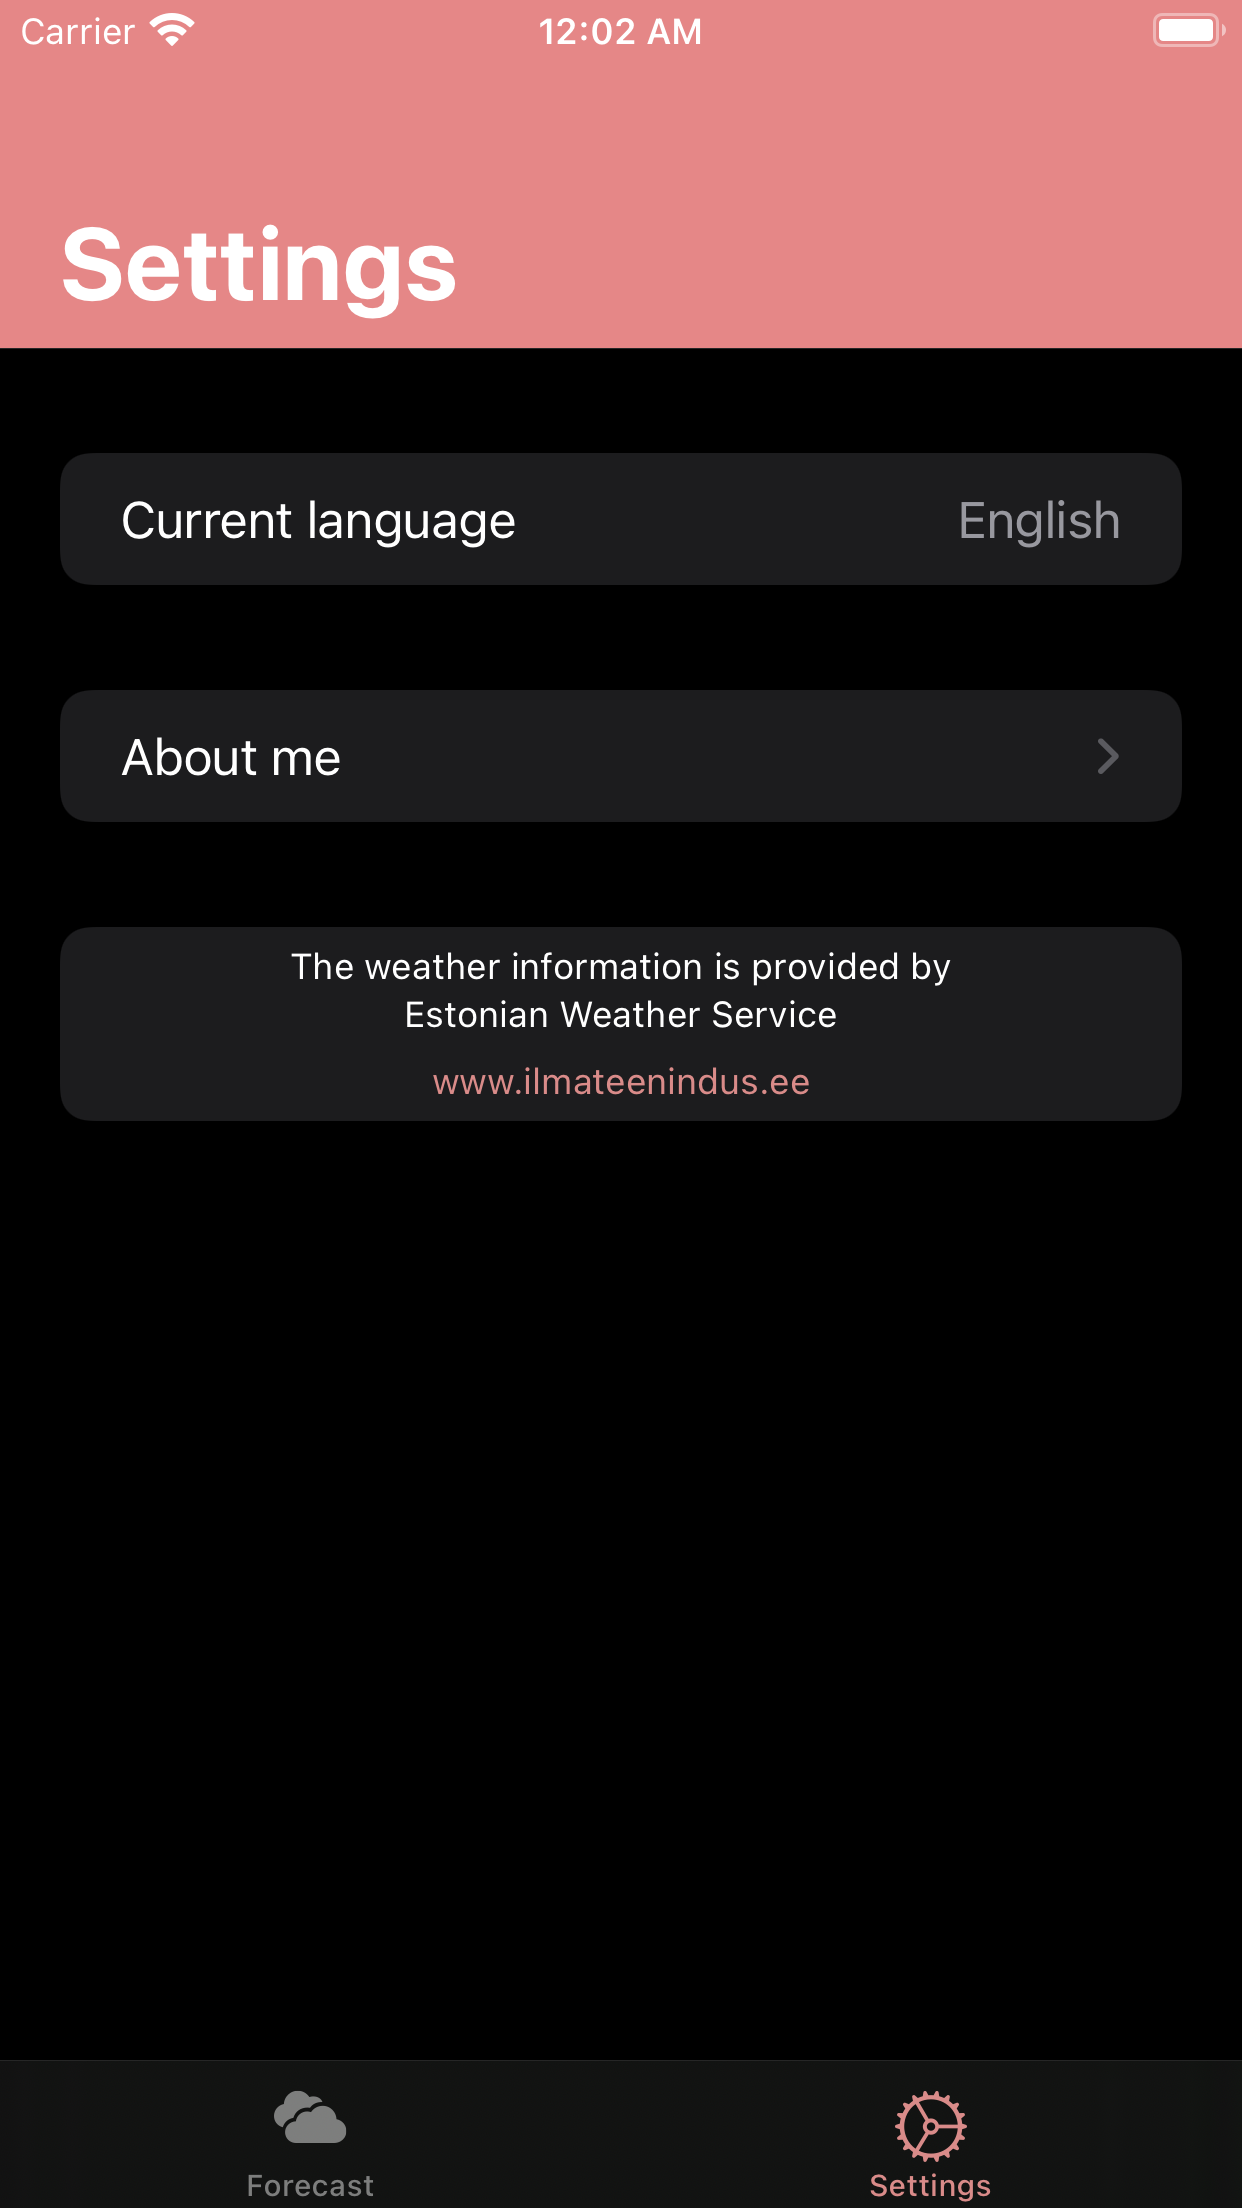 Carrier 12:02 AM
Settings
Current language English
About me
The weather information is provided by
Estonian Weather Service
www.ilmateenindus.ee
Forecast Settings